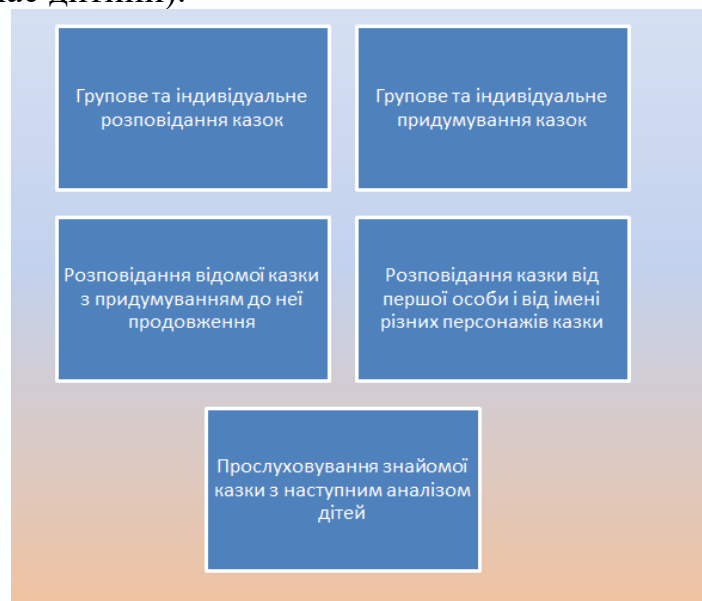 Групове та індивідуальне
розповідання казок
Групове та індивідуальне
придумування казок
Розповідання відомої казки
з придумуванням до неї
продовження
Розповідання казки від
першої особи і від імені
різних персонажів казки
Прослуховування знайомої
казки з наступним аналізом
дітей